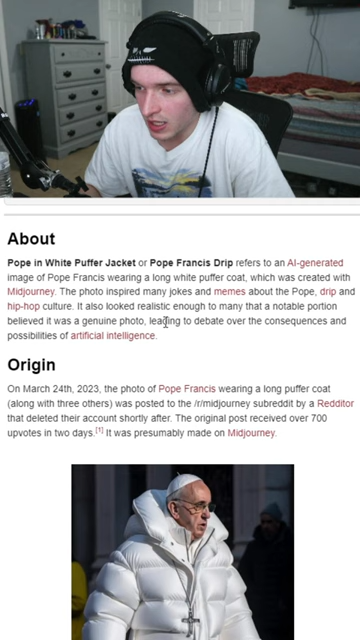 About
Pope in White Puffer Jacket or Pope Francis Drip refers to an AI-generated
image of Pope Francis wearing a long white puffer coat, which was created with
Midjourney. The photo inspired many jokes and memes about the Pope, drip and
hip-hop culture. It also looked realistic enough to many that a notable portion
believed it was a genuine photo, leading to debate over the consequences and
possibilities of artificial intelligence.
Origin
On March 24th, 2023, the photo of Pope Francis wearing a long puffer coat
(along with three others) was posted to the /r/midjourney subreddit by a Redditor
that deleted their account shortly after. The original post received over 700
upvotes in two days.[1] It was presumably made on Midjourney.